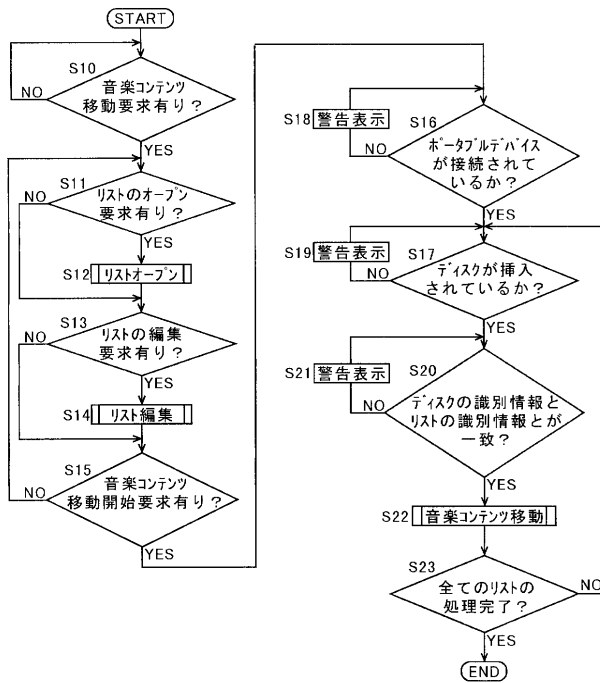 START
S10
音楽コンテンツ
移動要求有り？
NO
YES
S11
リストのオープン
要求有り？
NO
YES
S12
リストオープン
S13
リストの編集
要求有り？
NO
YES
S14
リスト編集
S15
音楽コンテンツ
移動開始要求有り？
NO
YES
S18
警告表示
S16
ポータブルデバイス
が接続されて
いるか？
NO
YES
S19
警告表示
S17
ディスクが挿入
されているか？
NO
YES
S21
警告表示
S20
ディスクの識別情報と
リストの識別情報とが
一致？
NO
YES
S22
音楽コンテンツ移動
S23
全てのリストの
処理完了？
NO
YES
END